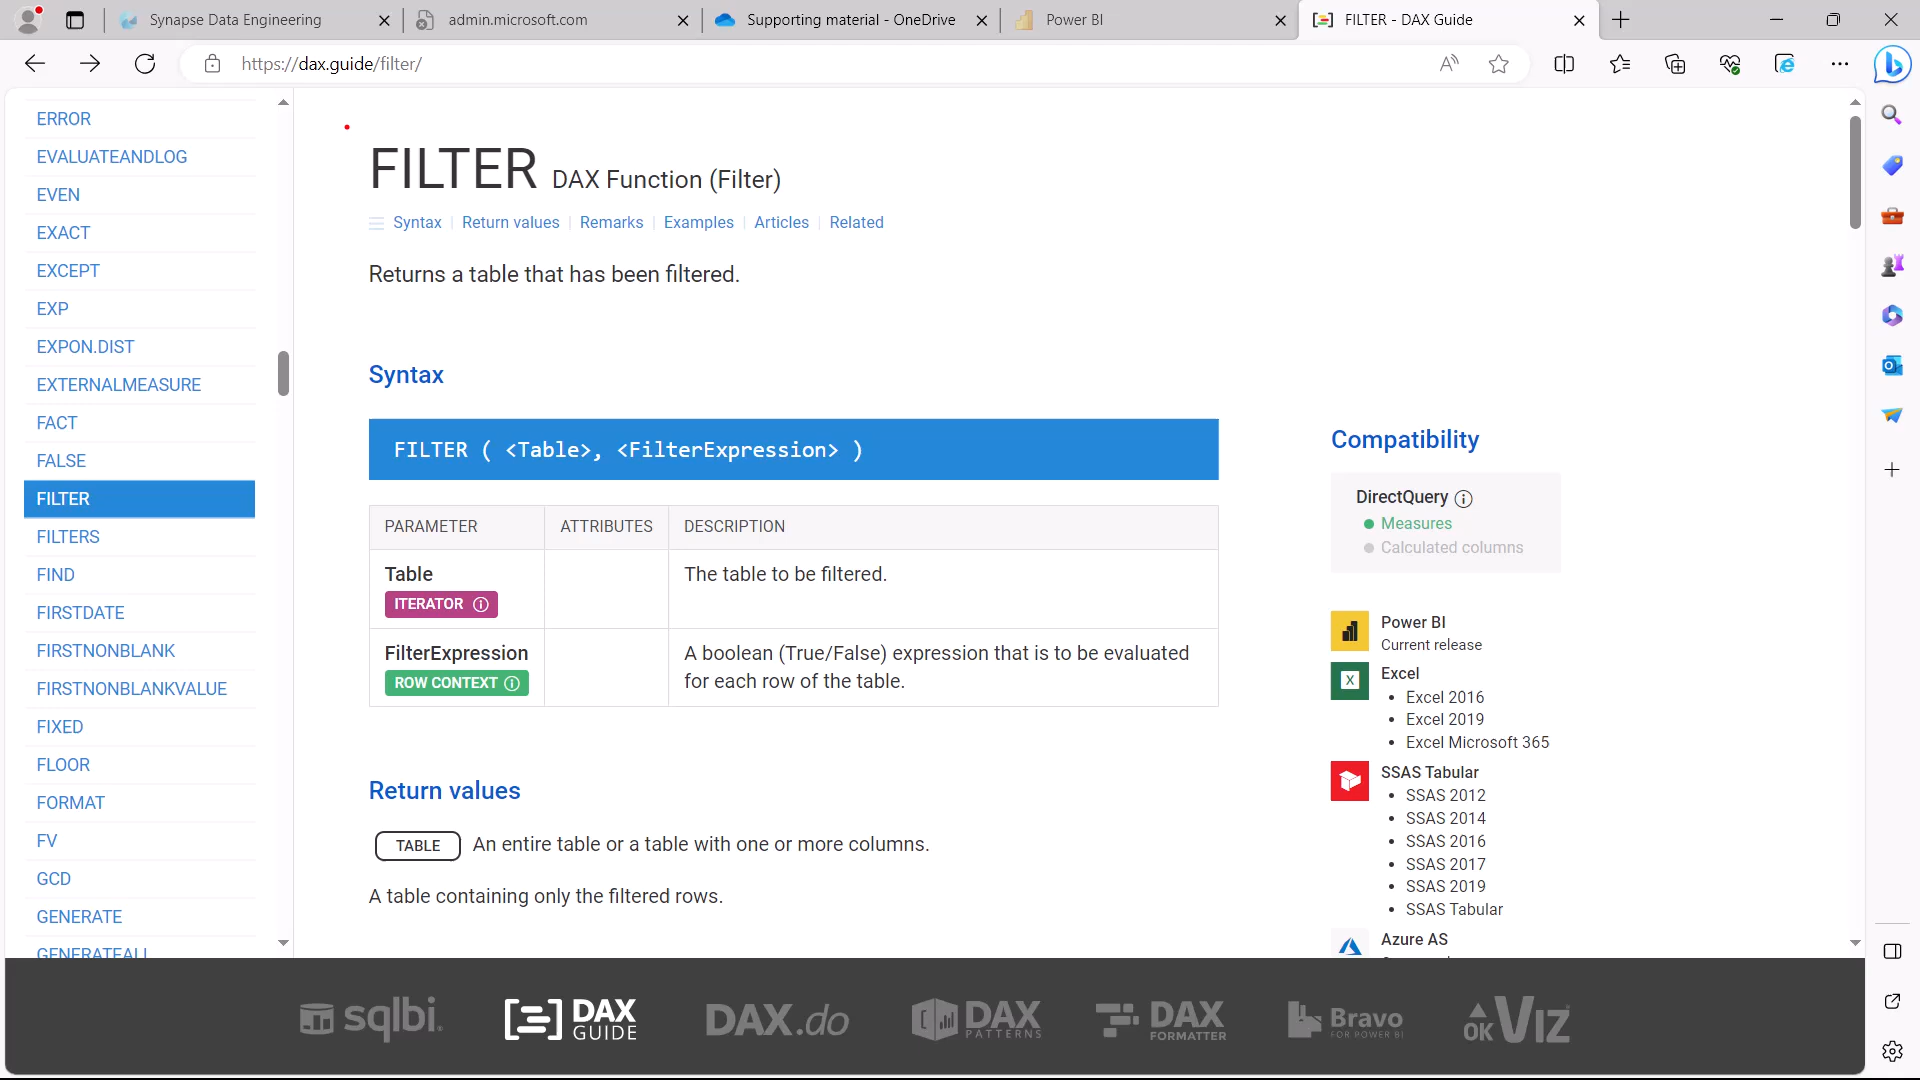 Synapse Data Engineering
admin.microsoft.com
Supporting material - OneDrive
Power BI
FILTER - DAX Guide
https://dax.guide/filter/
ERROR
EVALUATEANDLOG
EVEN
EXACT
EXCEPT
EXP
EXPON.DIST
EXTERNALMEASURE
FACT
FALSE
FILTER
FILTERS
FIND
FIRSTDATE
FIRSTNONBLANK
FIRSTNONBLANKVALUE
FIXED
FLOOR
FORMAT
FV
GCD
GENERATE
GENERATEALL
FILTER DAX Function (Filter)
Syntax | Return values | Remarks | Examples | Articles | Related
Returns a table that has been filtered.
Syntax
FILTER ( <Table>, <FilterExpression> )
PARAMETER ATTRIBUTES DESCRIPTION
Table
ITERATOR
The table to be filtered.
FilterExpression
ROW CONTEXT
A boolean (True/False) expression that is to be evaluated
for each row of the table.
Return values
TABLE An entire table or a table with one or more columns.
A table containing only the filtered rows.
Compatibility
DirectQuery
Measures
Calculated columns
Power BI
Current release
Excel
• Excel 2016
• Excel 2019
• Excel Microsoft 365
SSAS Tabular
• SSAS 2012
• SSAS 2014
• SSAS 2016
• SSAS 2017
• SSAS 2019
• SSAS Tabular
Azure AS
sqlbi.
DAX GUIDE
DAX.do
DAX PATTERNS
DAX FORMATTER
Bravo FOR POWER BI
OK VIZ